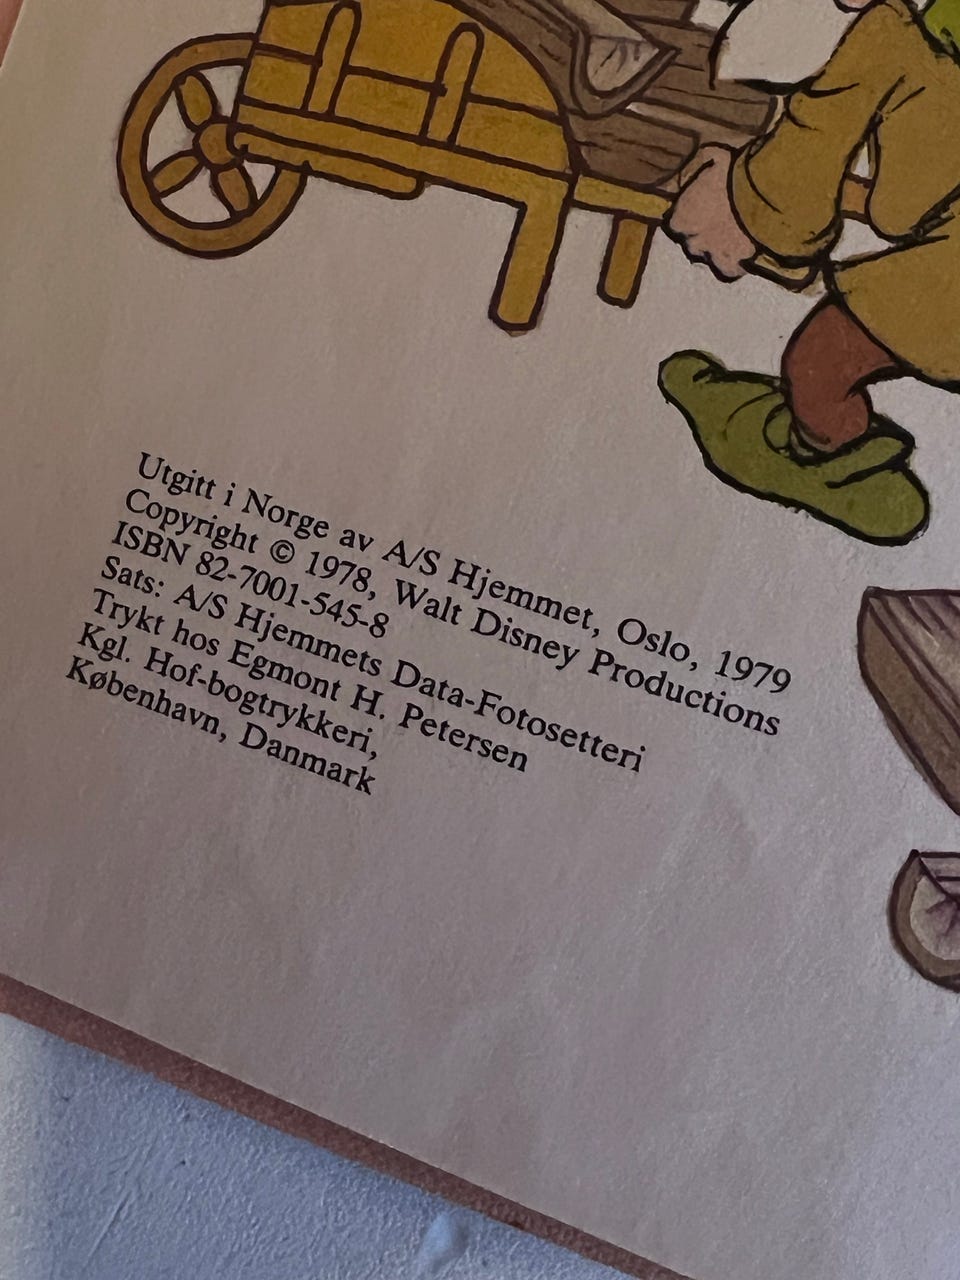 Utgitt i Norge av A/S Hjemmet, Oslo, 1979
Copyright © 1978, Walt Disney Productions
ISBN 82-7001-545-8
Sats: A/S Hjemmets Data-Fotosetteri
Trykt hos Egmont H. Petersen
Kgl. Hof-bogtrykkeri,
København, Danmark